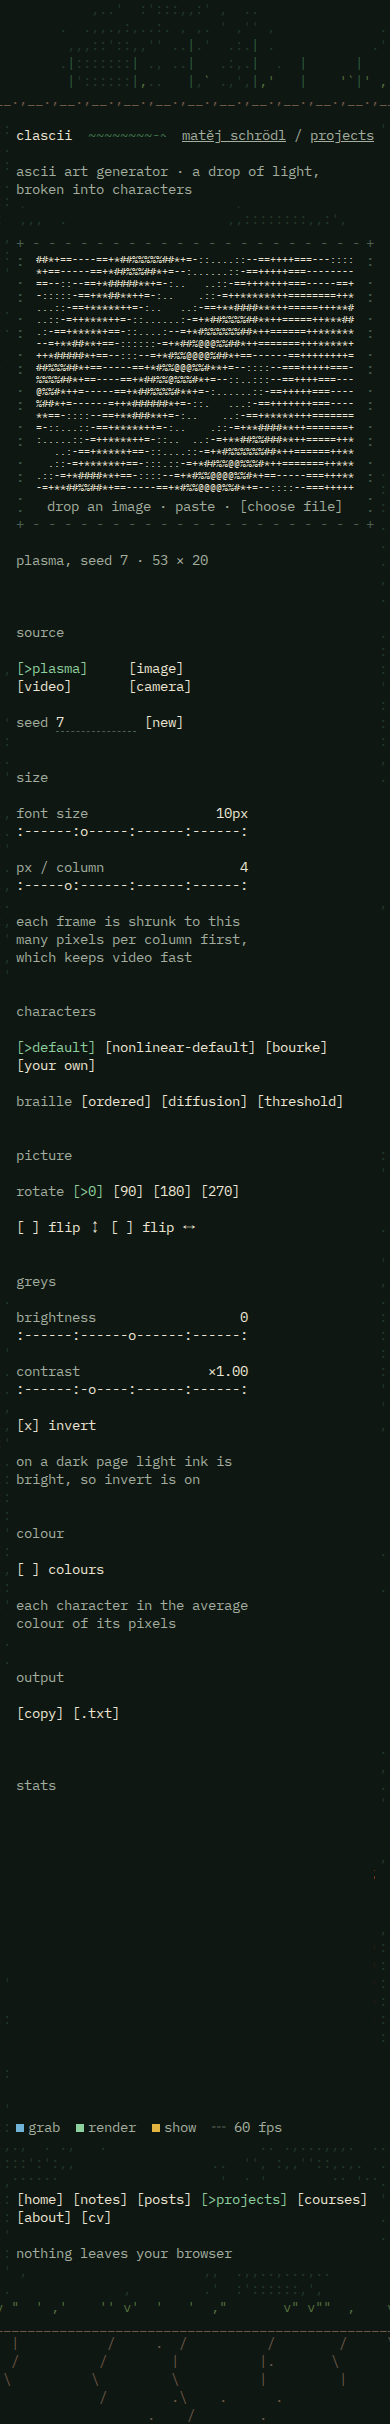 clascii ~~~~~~~~-~ matěj schrödl / projects
ascii art generator · a drop of light,
broken into characters
drop an image · paste · [choose file]
plasma, seed 7 · 53 × 20
source
[>plasma] [image]
[video] [camera]
seed 7 [new]
size
font size 10px
:------:o-----:------:------:
px / column 4
:-----o:------:------:------:
each frame is shrunk to this
many pixels per column first,
which keeps video fast
characters
[>default] [nonlinear-default] [bourke]
[your own]
braille [ordered] [diffusion] [threshold]
picture
rotate [>0] [90] [180] [270]
[ ] flip ↕ [ ] flip ↔
greys
brightness 0
:------:------o------:------:
contrast ×1.00
:------:-o----:------:------:
[x] invert
on a dark page light ink is
bright, so invert is on
colour
[ ] colours
each character in the average
colour of its pixels
output
[copy] [.txt]
stats
grab render show --- 60 fps
[home] [notes] [posts] [>projects] [courses]
[about] [cv]
nothing leaves your browser